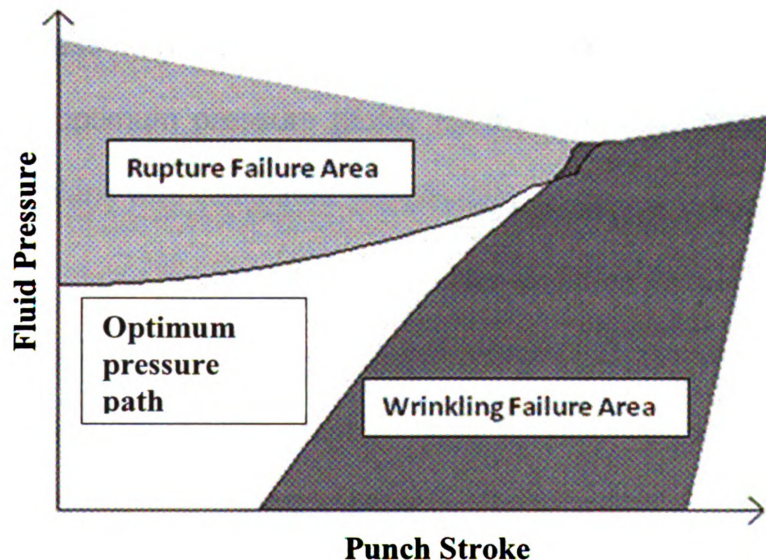 Fluid Pressure
Rupture Failure Area
Optimum
pressure
path
Wrinkling Failure Area
Punch Stroke